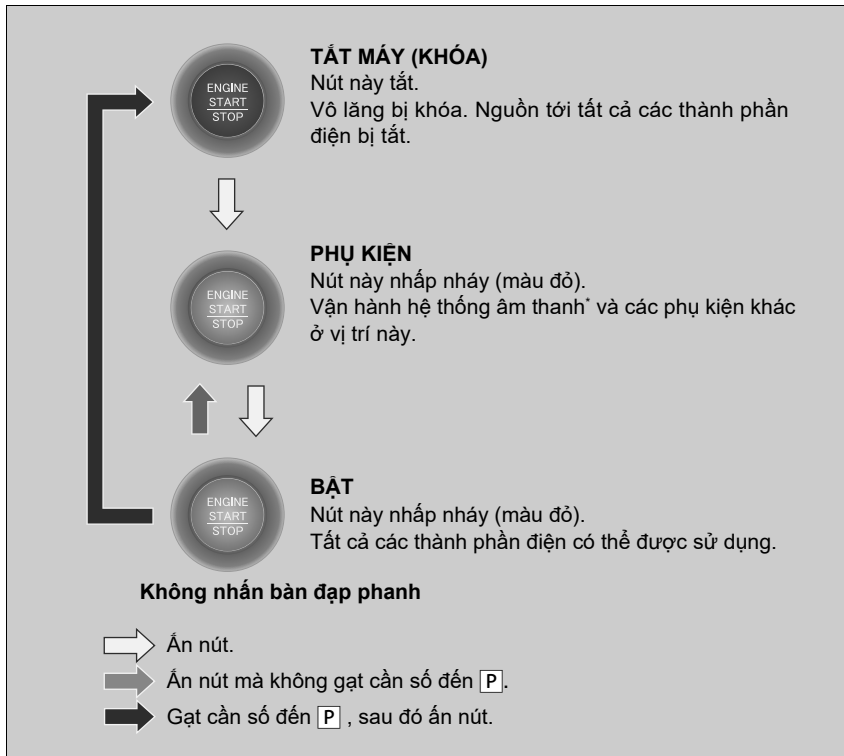 ENGINE
START
STOP
TẮT MÁY (KHÓA)
Nút này tắt.
Vô lăng bị khóa. Nguồn tới tất cả các thành phần
điện bị tắt.
ENGINE
START
STOP
PHỤ KIỆN
Nút này nhấp nháy (màu đỏ).
Vận hành hệ thống âm thanh* và các phụ kiện khác
ở vị trí này.
ENGINE
START
STOP
BẬT
Nút này nhấp nháy (màu đỏ).
Tất cả các thành phần điện có thể được sử dụng.
Không nhấn bàn đạp phanh
Ấn nút.
Ấn nút mà không gạt cần số đến P.
Gạt cần số đến P , sau đó ấn nút.